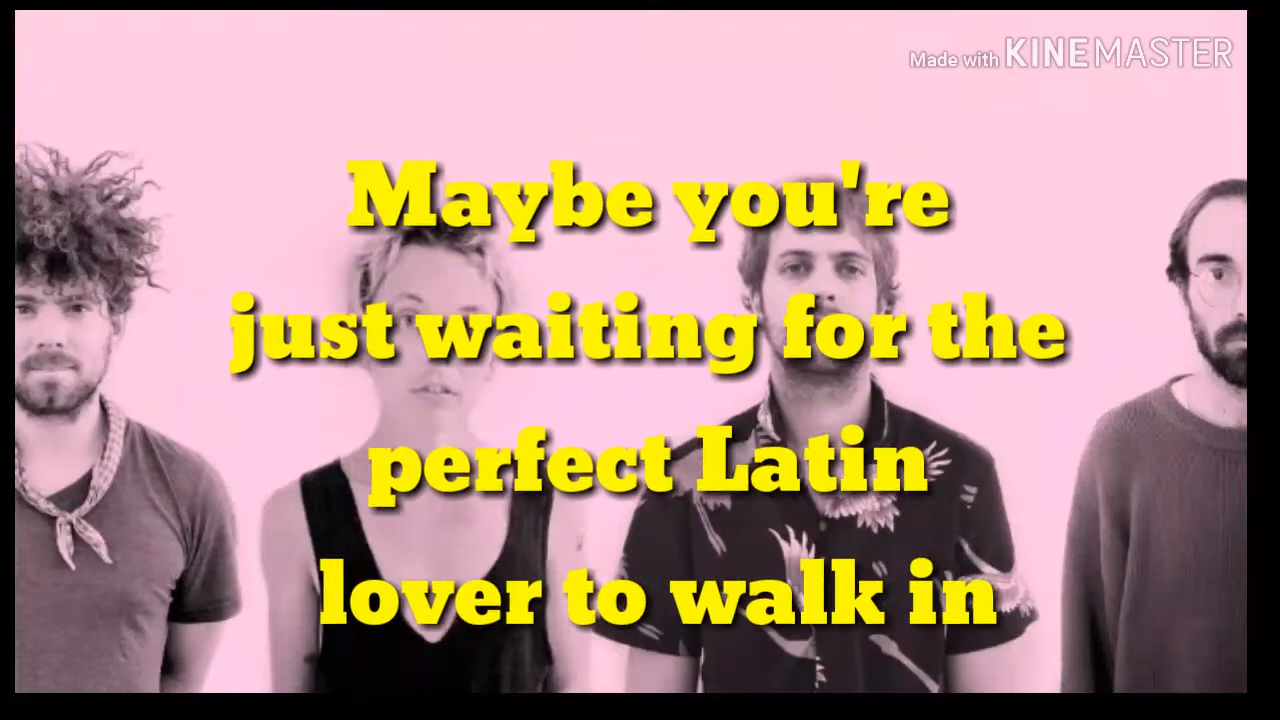 Made with KINEMASTER
Maybe you're
just waiting for the
perfect Latin
lover to walk in